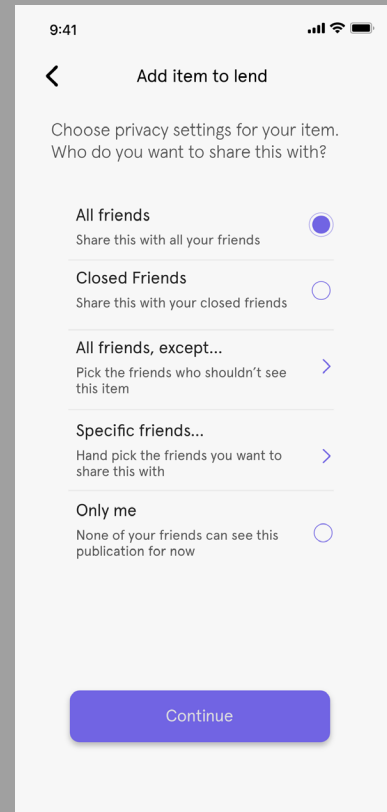 9:41
Add item to lend
Choose privacy settings for your item.
Who do you want to share this with?
All friends
Share this with all your friends
Closed Friends
Share this with your closed friends
All friends, except...
Pick the friends who shouldn't see
this item
Specific friends...
Hand pick the friends you want to
share this with
Only me
None of your friends can see this
publication for now
Continue